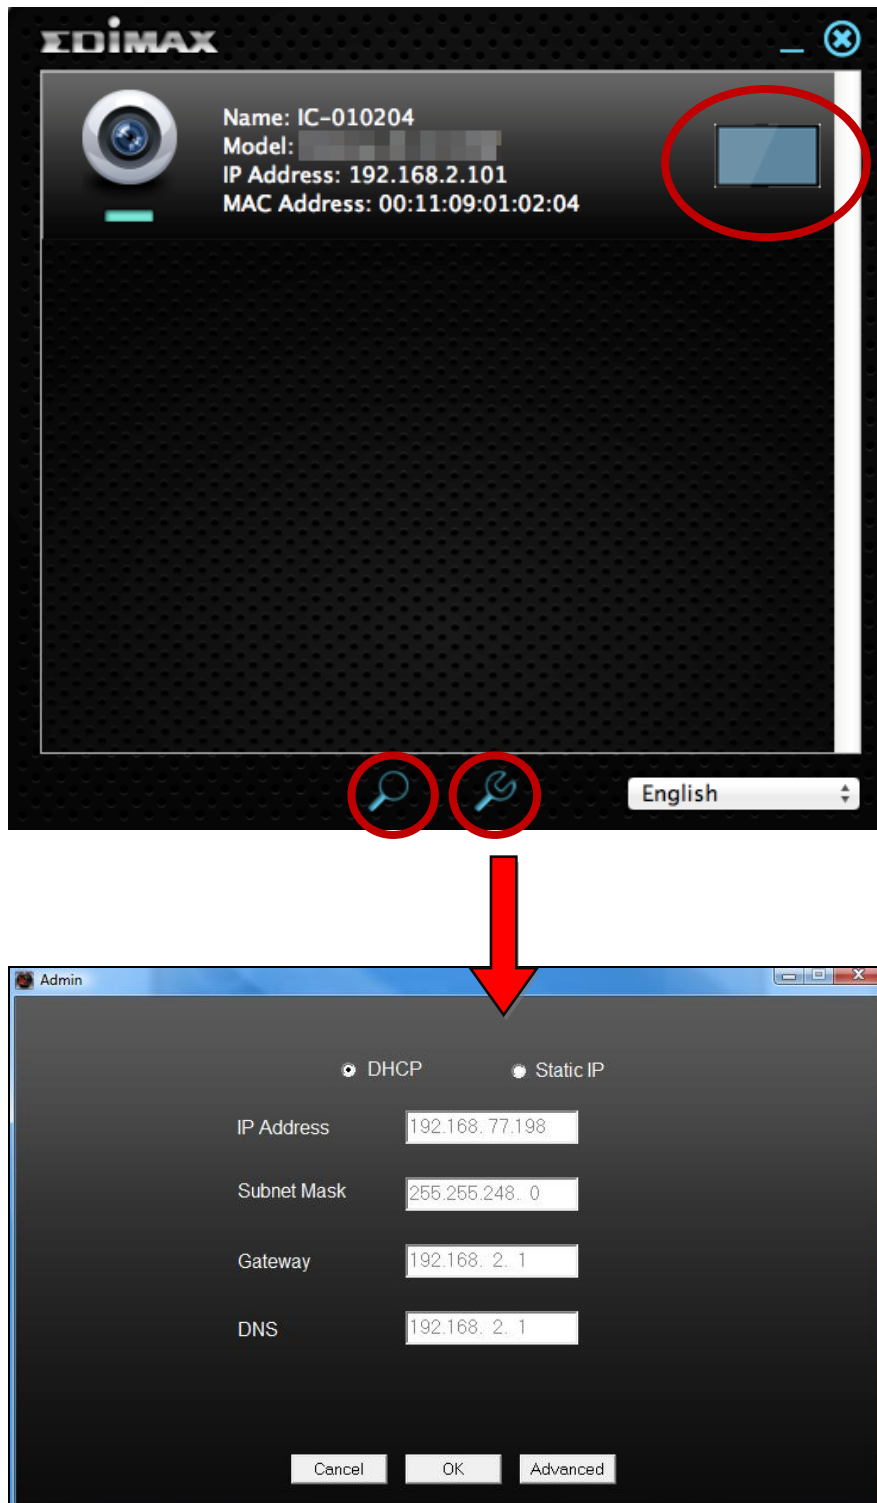 EDIMAX
Name: IC-010204
Model:
IP Address: 192.168.2.101
MAC Address: 00:11:09:01:02:04
English
Admin
DHCP Static IP
IP Address 192.168. 77.198
Subnet Mask 255.255.248. 0
Gateway 192.168. 2. 1
DNS 192.168. 2. 1
Cancel OK Advanced